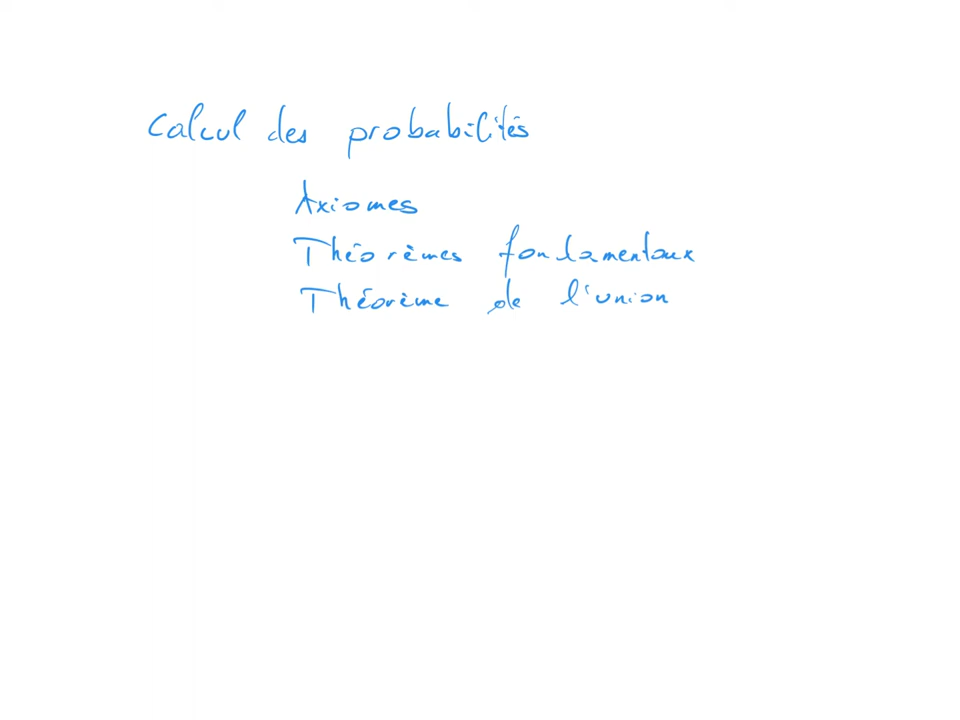 Calcul des probabilités
Axiomes
Théorèmes fondamentaux
Théorème de l'union